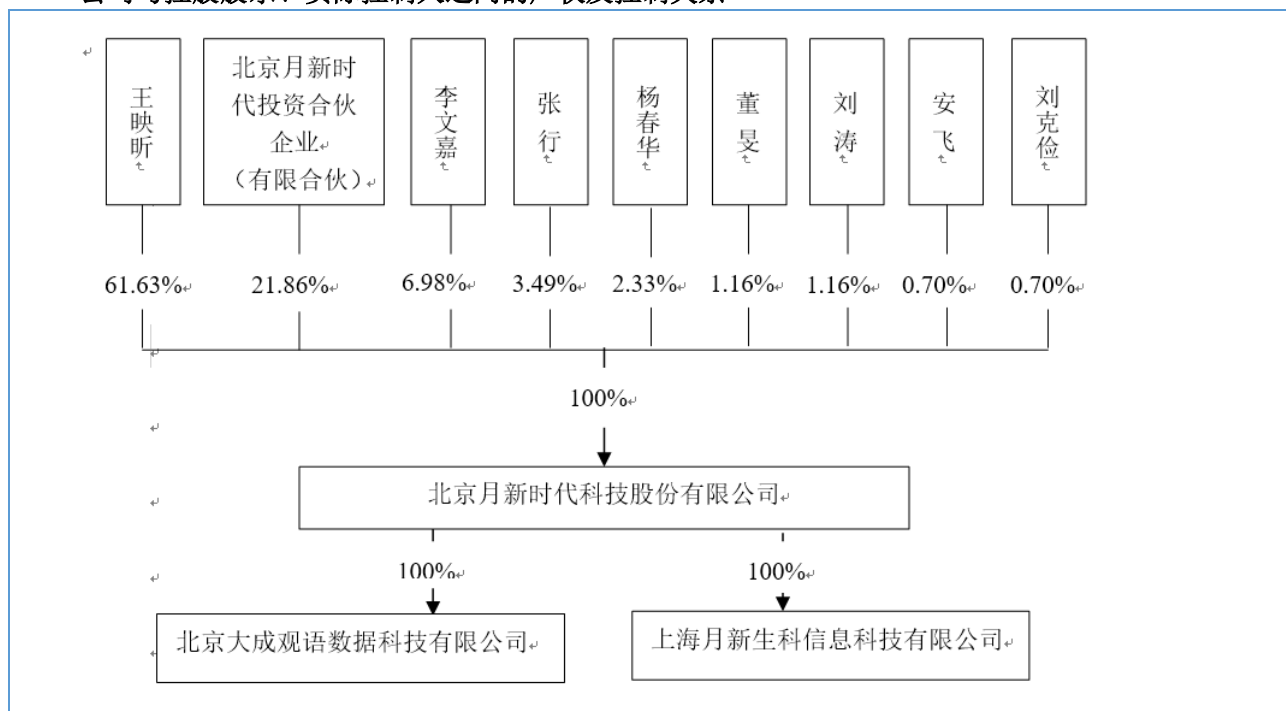 王映昕
北京月新时
代投资合伙
企业
（有限合伙）
李文嘉
张行
杨春华
董旻
刘涛
安飞
刘克俭
61.63% 21.86% 6.98% 3.49% 2.33% 1.16% 1.16% 0.70% 0.70%
100%
北京月新时代科技股份有限公司
100% 100%
北京大成观语数据科技有限公司 上海月新生科信息科技有限公司